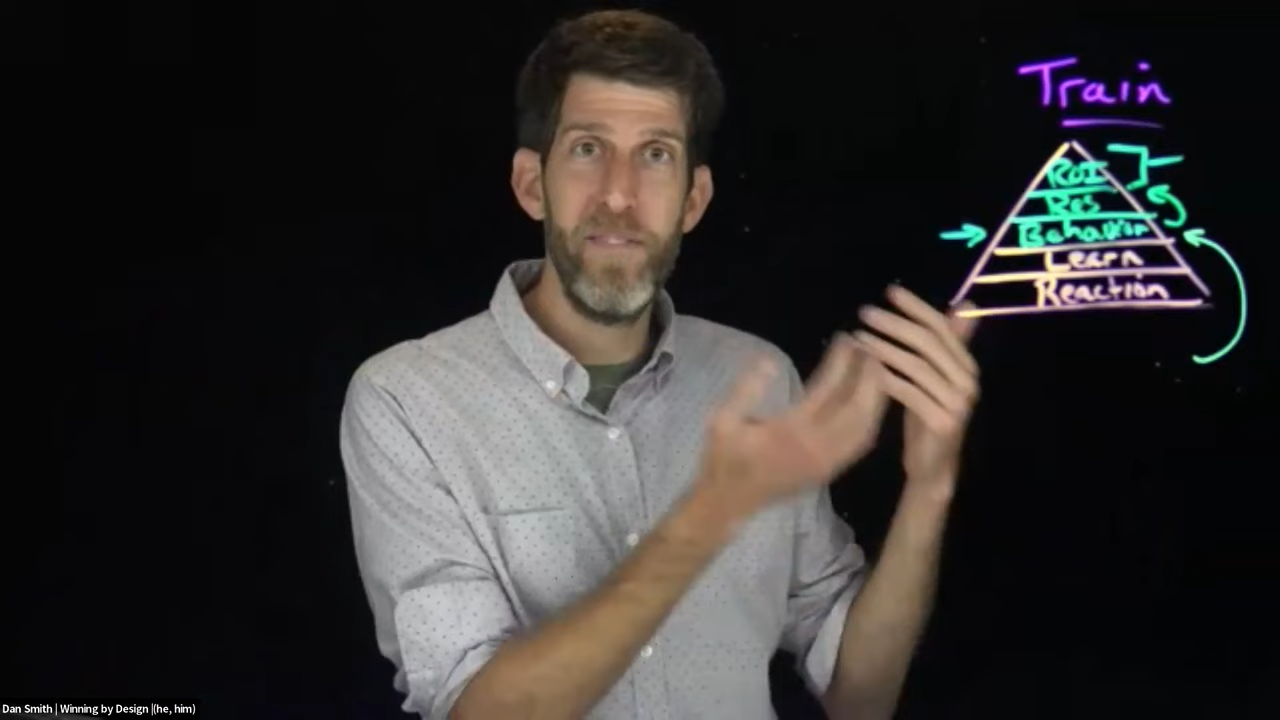 Train
ROI
Res
Behavior
Learn
Reaction
Dan Smith | Winning by Design |(he, him)